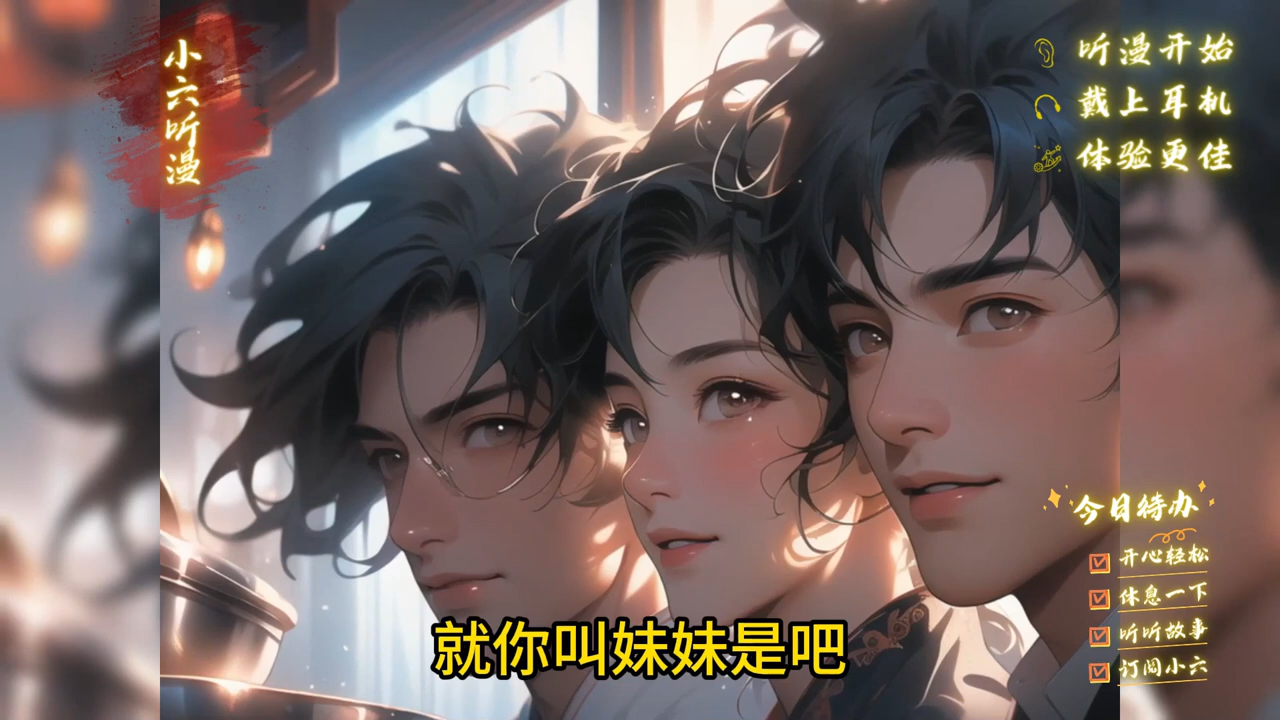 小六听漫
听漫开始
戴上耳机
体验更佳
今日待办
开心轻松
休息一下
听听故事
订阅小六
就你叫妹妹是吧